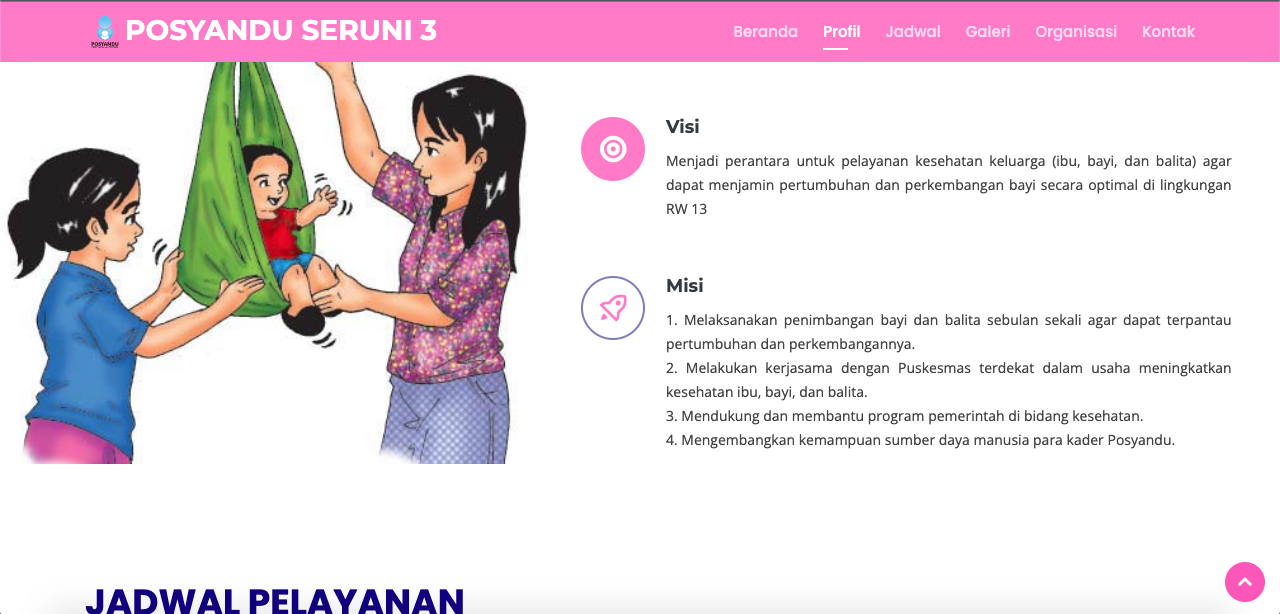 POSYANDU
POSYANDU SERUNI 3
Beranda Profil Jadwal Galeri Organisasi Kontak
Visi
Menjadi perantara untuk pelayanan kesehatan keluarga (ibu, bayi, dan balita) agar
dapat menjamin pertumbuhan dan perkembangan bayi secara optimal di lingkungan
RW 13
Misi
1. Melaksanakan penimbangan bayi dan balita sebulan sekali agar dapat terpantau
pertumbuhan dan perkembangannya.
2. Melakukan kerjasama dengan Puskesmas terdekat dalam usaha meningkatkan
kesehatan ibu, bayi, dan balita.
3. Mendukung dan membantu program pemerintah di bidang kesehatan.
4. Mengembangkan kemampuan sumber daya manusia para kader Posyandu.
JADWAL PELAYANAN